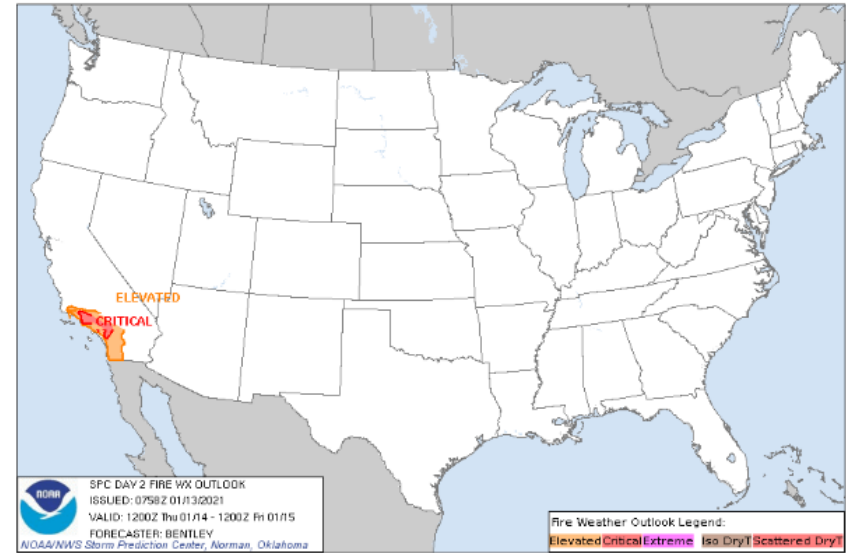 ELEVATED
CRITICAL
NOAA
SPC DAY 2 FIRE WX OUTLOOK
ISSUED: 0758Z 01/13/2021
VALID: 1200Z Thu 01/14 - 1200Z Fri 01/15
FORECASTER: BENTLEY
NOAA/NWS Storm Prediction Center, Norman, Oklahoma
Fire Weather Outlook Legend:
Elevated Critical Extreme Iso DryT Scattered DryT